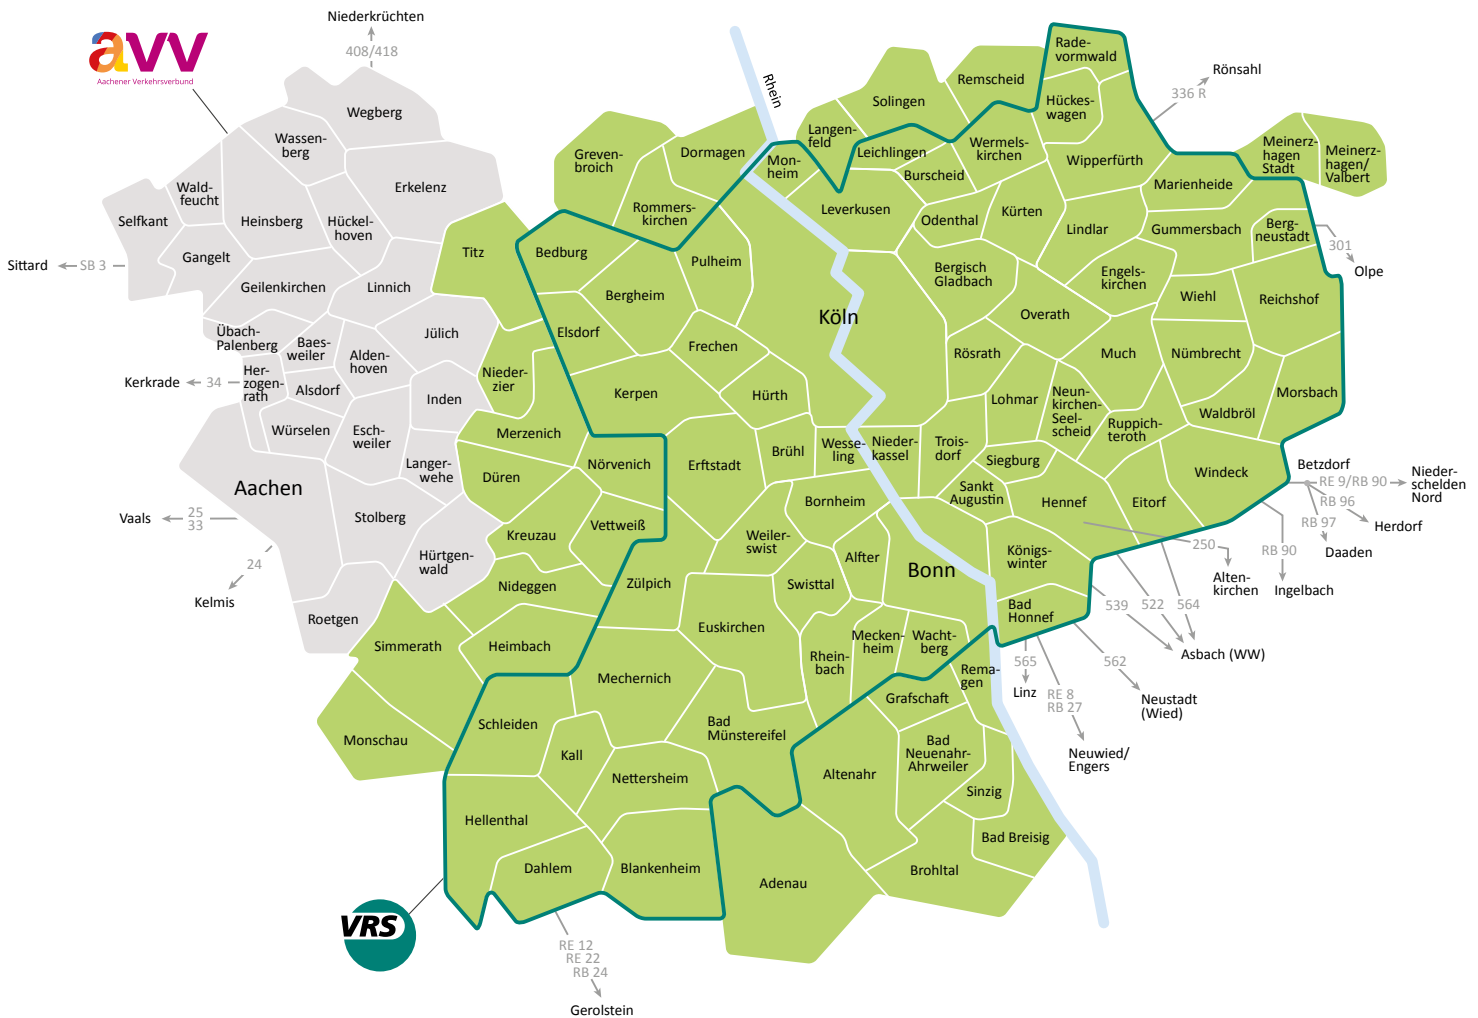 Niederkrüchten
408/418
avv
Aachener Verkehrsverbund
Rhein
Wegberg
Wassen-
berg
Erkelenz
Wald-
feucht
Selfkant
Heinsberg
Hückel-
hoven
Gangelt
Sittard
SB 3
Geilenkirchen
Linnich
Titz
Übach-
Palenberg
Baes-
weiler
Alden-
hoven
Jülich
Kerkrade
34
Her-
zogen-
rath
Alsdorf
Inden
Würselen
Esch-
weiler
Langer-
wehe
Aachen
Stolberg
Vaals
25
33
24
Kelmis
Hürtgen-
wald
Roetgen
Simmerath
Monschau
Nieder-
zier
Merzenich
Düren
Nörvenich
Kreuzau
Vettweiß
Nideggen
Heimbach
Greven-
broich
Dormagen
Rommers-
kirchen
Bedburg
Pulheim
Bergheim
Elsdorf
Frechen
Kerpen
Hürth
Köln
Erftstadt
Brühl
Wesse-
ling
Nieder-
kassel
Bornheim
Weiler-
swist
Alfter
Bonn
Swisttal
Zülpich
Euskirchen
Rhein-
bach
Mecken-
heim
Wacht-
berg
Mechernich
Schleiden
Bad
Münstereifel
Kall
Nettersheim
Hellenthal
Dahlem
Blankenheim
VRS
RE 12
RE 22
RB 24
Gerolstein
Solingen
Remscheid
Rade-
vormwald
Langen-
feld
Mon-
heim
Leichlingen
Wermels-
kirchen
Hückes-
wagen
Burscheid
Wipperfürth
Leverkusen
Odenthal
Kürten
Lindlar
336 R
Rönsahl
Meinerz-
hagen
Stadt
Meinerz-
hagen/
Valbert
Marienheide
Gummersbach
Berg-
neustadt
301
Olpe
Bergisch
Gladbach
Engels-
kirchen
Wiehl
Reichshof
Overath
Rösrath
Much
Nümbrecht
Lohmar
Neun-
kirchen-
Seel-
scheid
Ruppich-
teroth
Waldbröl
Morsbach
Trois-
dorf
Siegburg
Sankt
Augustin
Hennef
Eitorf
Windeck
Königs-
winter
Bad
Honnef
Betzdorf
RE 9/RB 90
Nieder-
schelden
Nord
RB 96
Herdorf
RB 97
Daaden
RB 90
Ingelbach
250
Alten-
kirchen
539
522
564
Asbach (WW)
562
Neustadt
(Wied)
565
Linz
RE 8
RB 27
Neuwied/
Engers
Rema-
gen
Grafschaft
Bad
Neuenahr-
Ahrweiler
Altenahr
Sinzig
Bad Breisig
Brohltal
Adenau